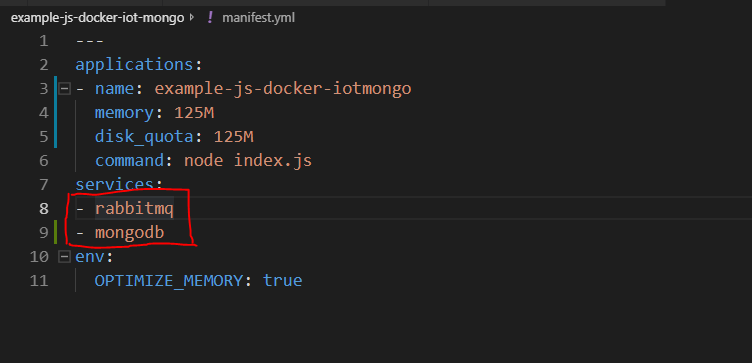 example-js-docker-iot-mongo > ! manifest.yml
1 ---
2 applications:
3 - name: example-js-docker-iotmongo
4 memory: 125M
5 disk_quota: 125M
6 command: node index.js
7 services:
8 - rabbitmq
9 - mongodb
10 env:
11 OPTIMIZE_MEMORY: true